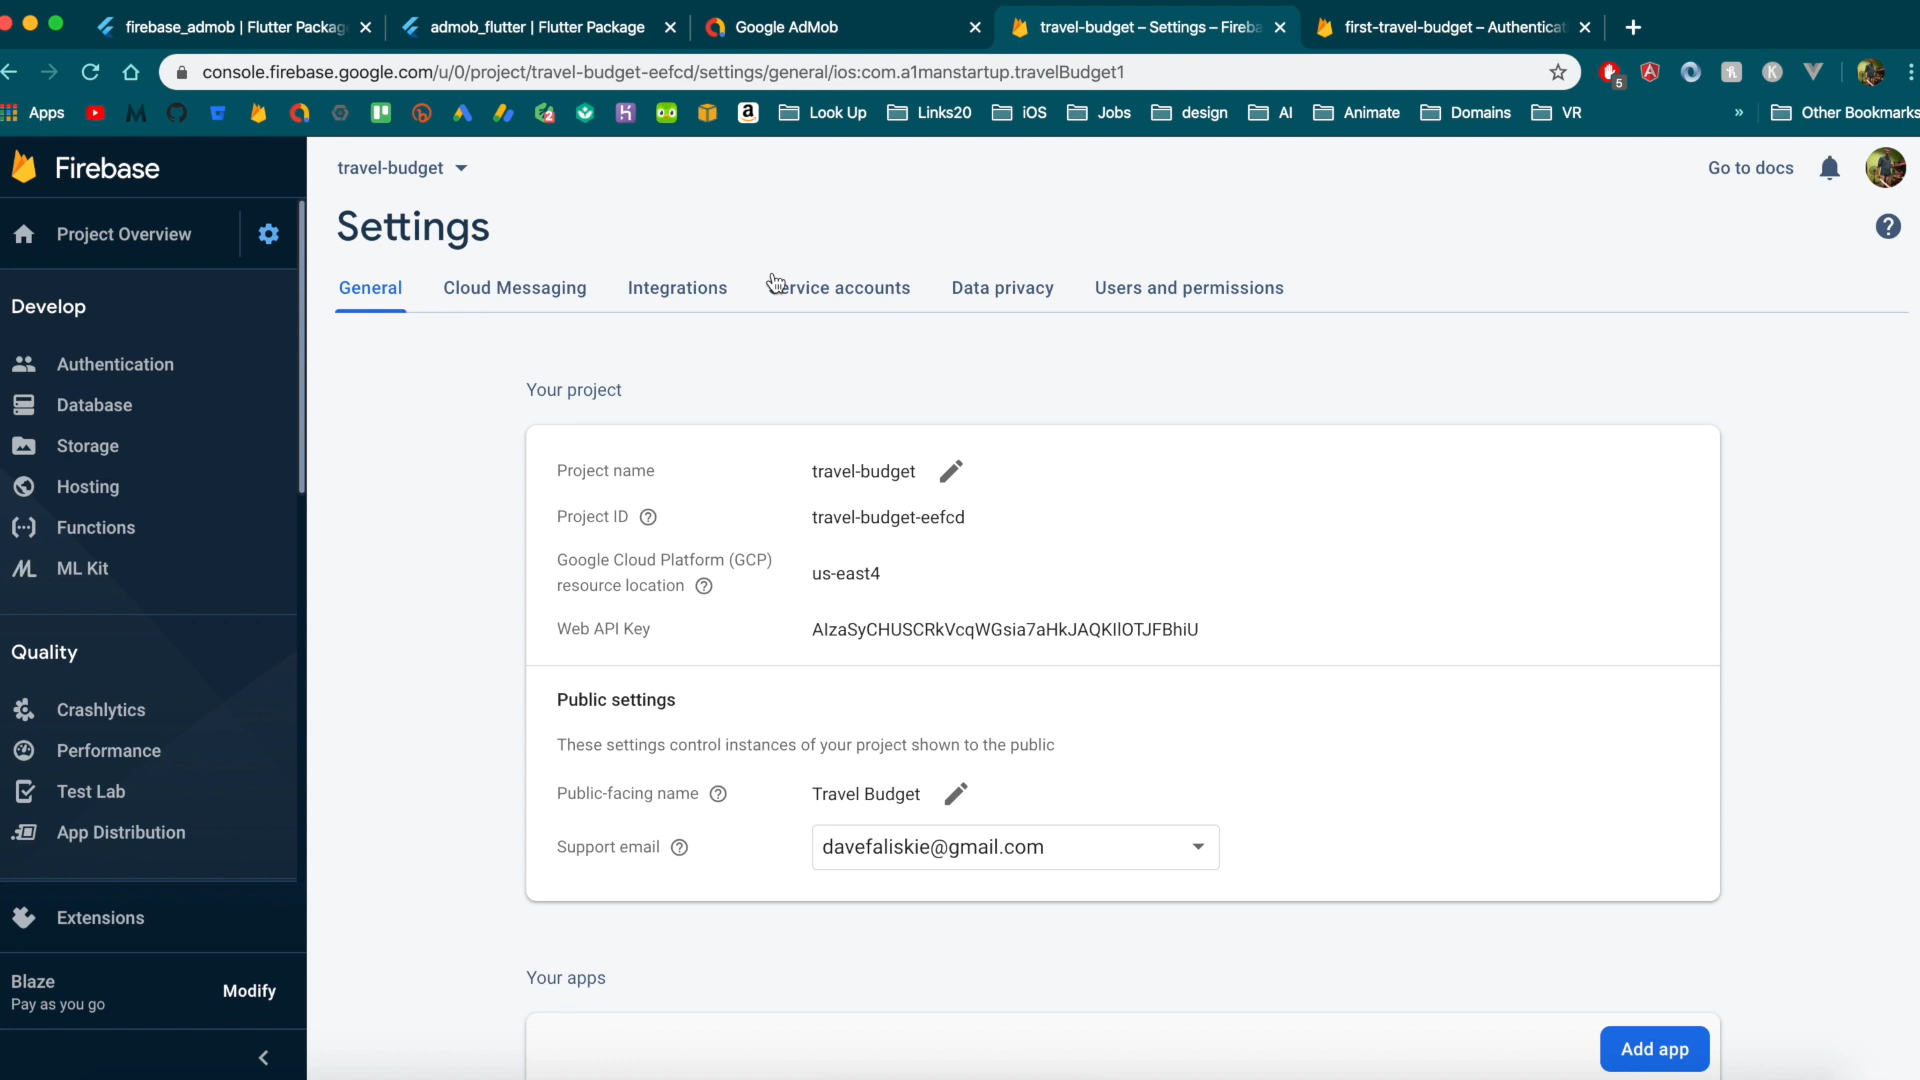 firebase_admob | Flutter Packag
admob_flutter | Flutter Package
Google AdMob
travel-budget – Settings – Fireba
first-travel-budget – Authenticat
console.firebase.google.com/u/0/project/travel-budget-eefcd/settings/general/ios:com.a1manstartup.travelBudget1
5
Apps
Look Up
Links20
iOS
Jobs
design
AI
Animate
Domains
VR
»
Other Bookmarks
Firebase
travel-budget
Go to docs
Project Overview
Settings
General
Cloud Messaging
Integrations
Service accounts
Data privacy
Users and permissions
Develop
Authentication
Database
Storage
Hosting
Functions
ML Kit
Quality
Crashlytics
Performance
Test Lab
App Distribution
Extensions
Blaze
Pay as you go
Modify
Your project
Project name
travel-budget
Project ID
travel-budget-eefcd
Google Cloud Platform (GCP)
resource location
us-east4
Web API Key
AIzaSyCHUSCRkVcqWGsia7aHkJAQKIlOTJFBhiU
Public settings
These settings control instances of your project shown to the public
Public-facing name
Travel Budget
Support email
davefaliskie@gmail.com
Your apps
Add app